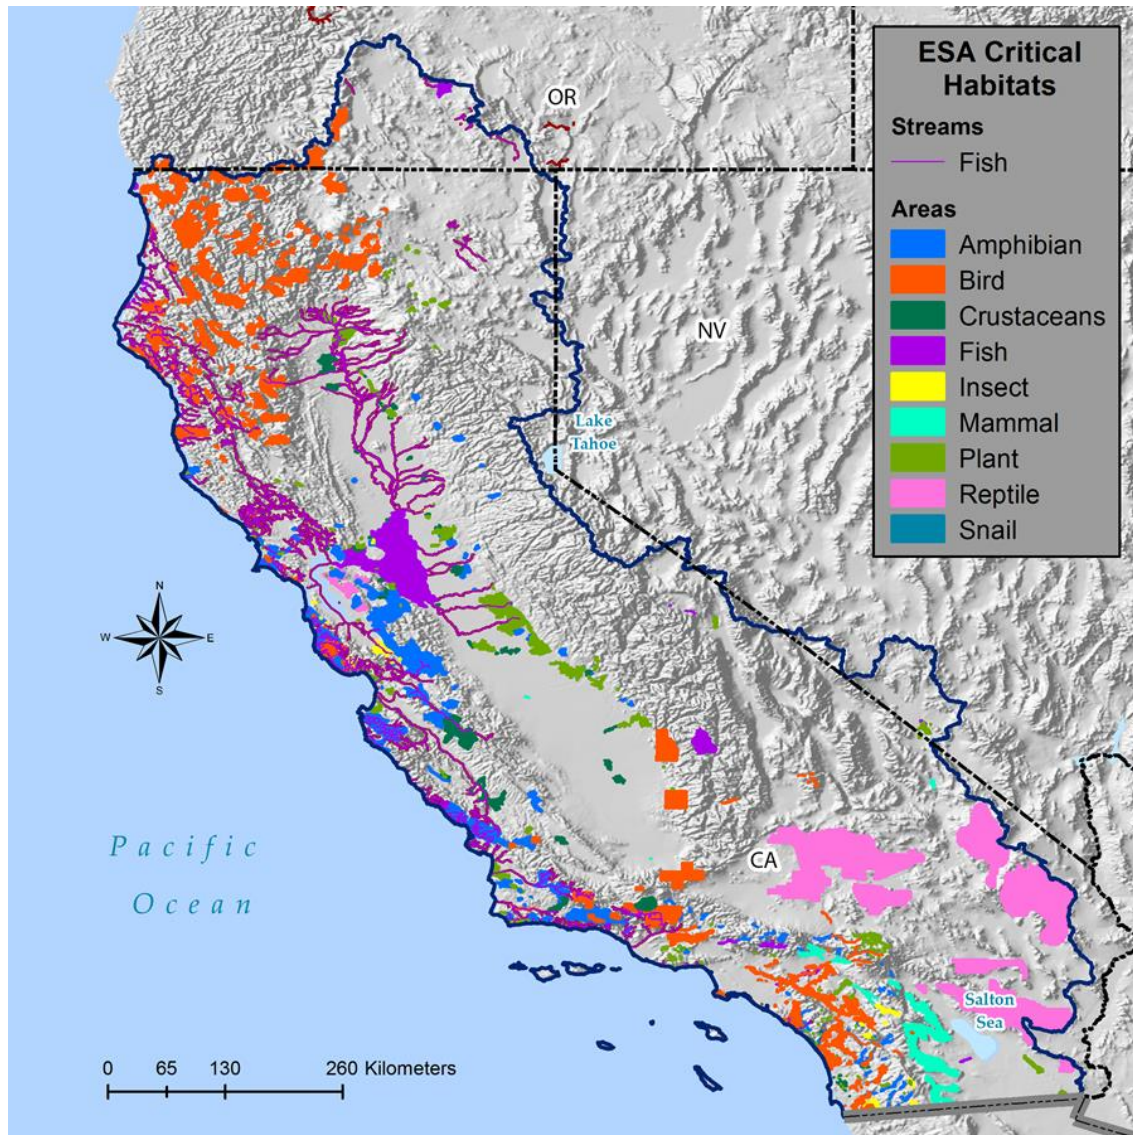 ESA Critical
Habitats
Streams
Fish
Areas
Amphibian
Bird
Crustaceans
Fish
Insect
Mammal
Plant
Reptile
Snail
OR
NV
Lake
Tahoe
N
W E
S
CA
Pacific
Ocean
Salton
Sea
0 65 130 260 Kilometers